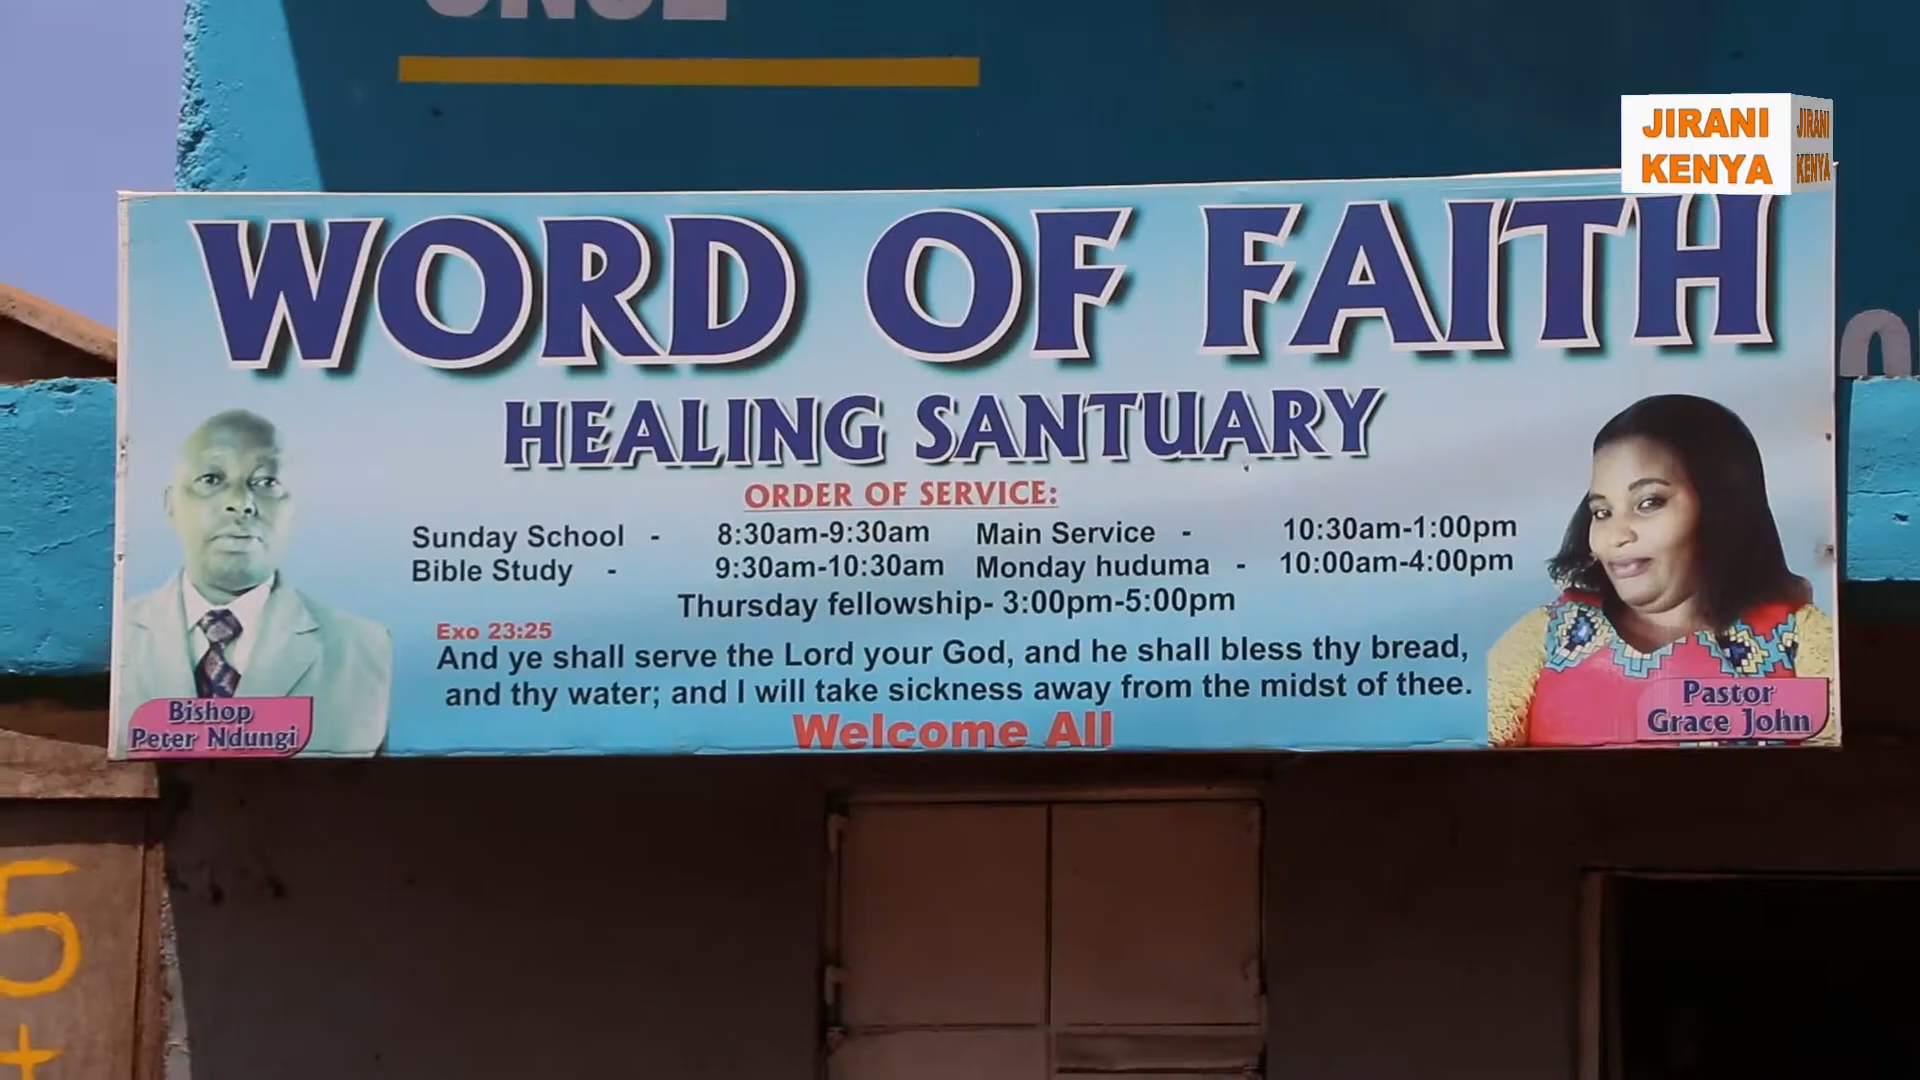 JIRANI
KENYA
JIRANI
KENYA
WORD OF FAITH
HEALING SANTUARY
ORDER OF SERVICE:
Sunday School - 8:30am-9:30am Main Service - 10:30am-1:00pm
Bible Study - 9:30am-10:30am Monday huduma - 10:00am-4:00pm
Thursday fellowship- 3:00pm-5:00pm
Exo 23:25
And ye shall serve the Lord your God, and he shall bless thy bread,
and thy water; and I will take sickness away from the midst of thee.
Welcome All
Bishop
Peter Ndungi
Pastor
Grace John
5
+